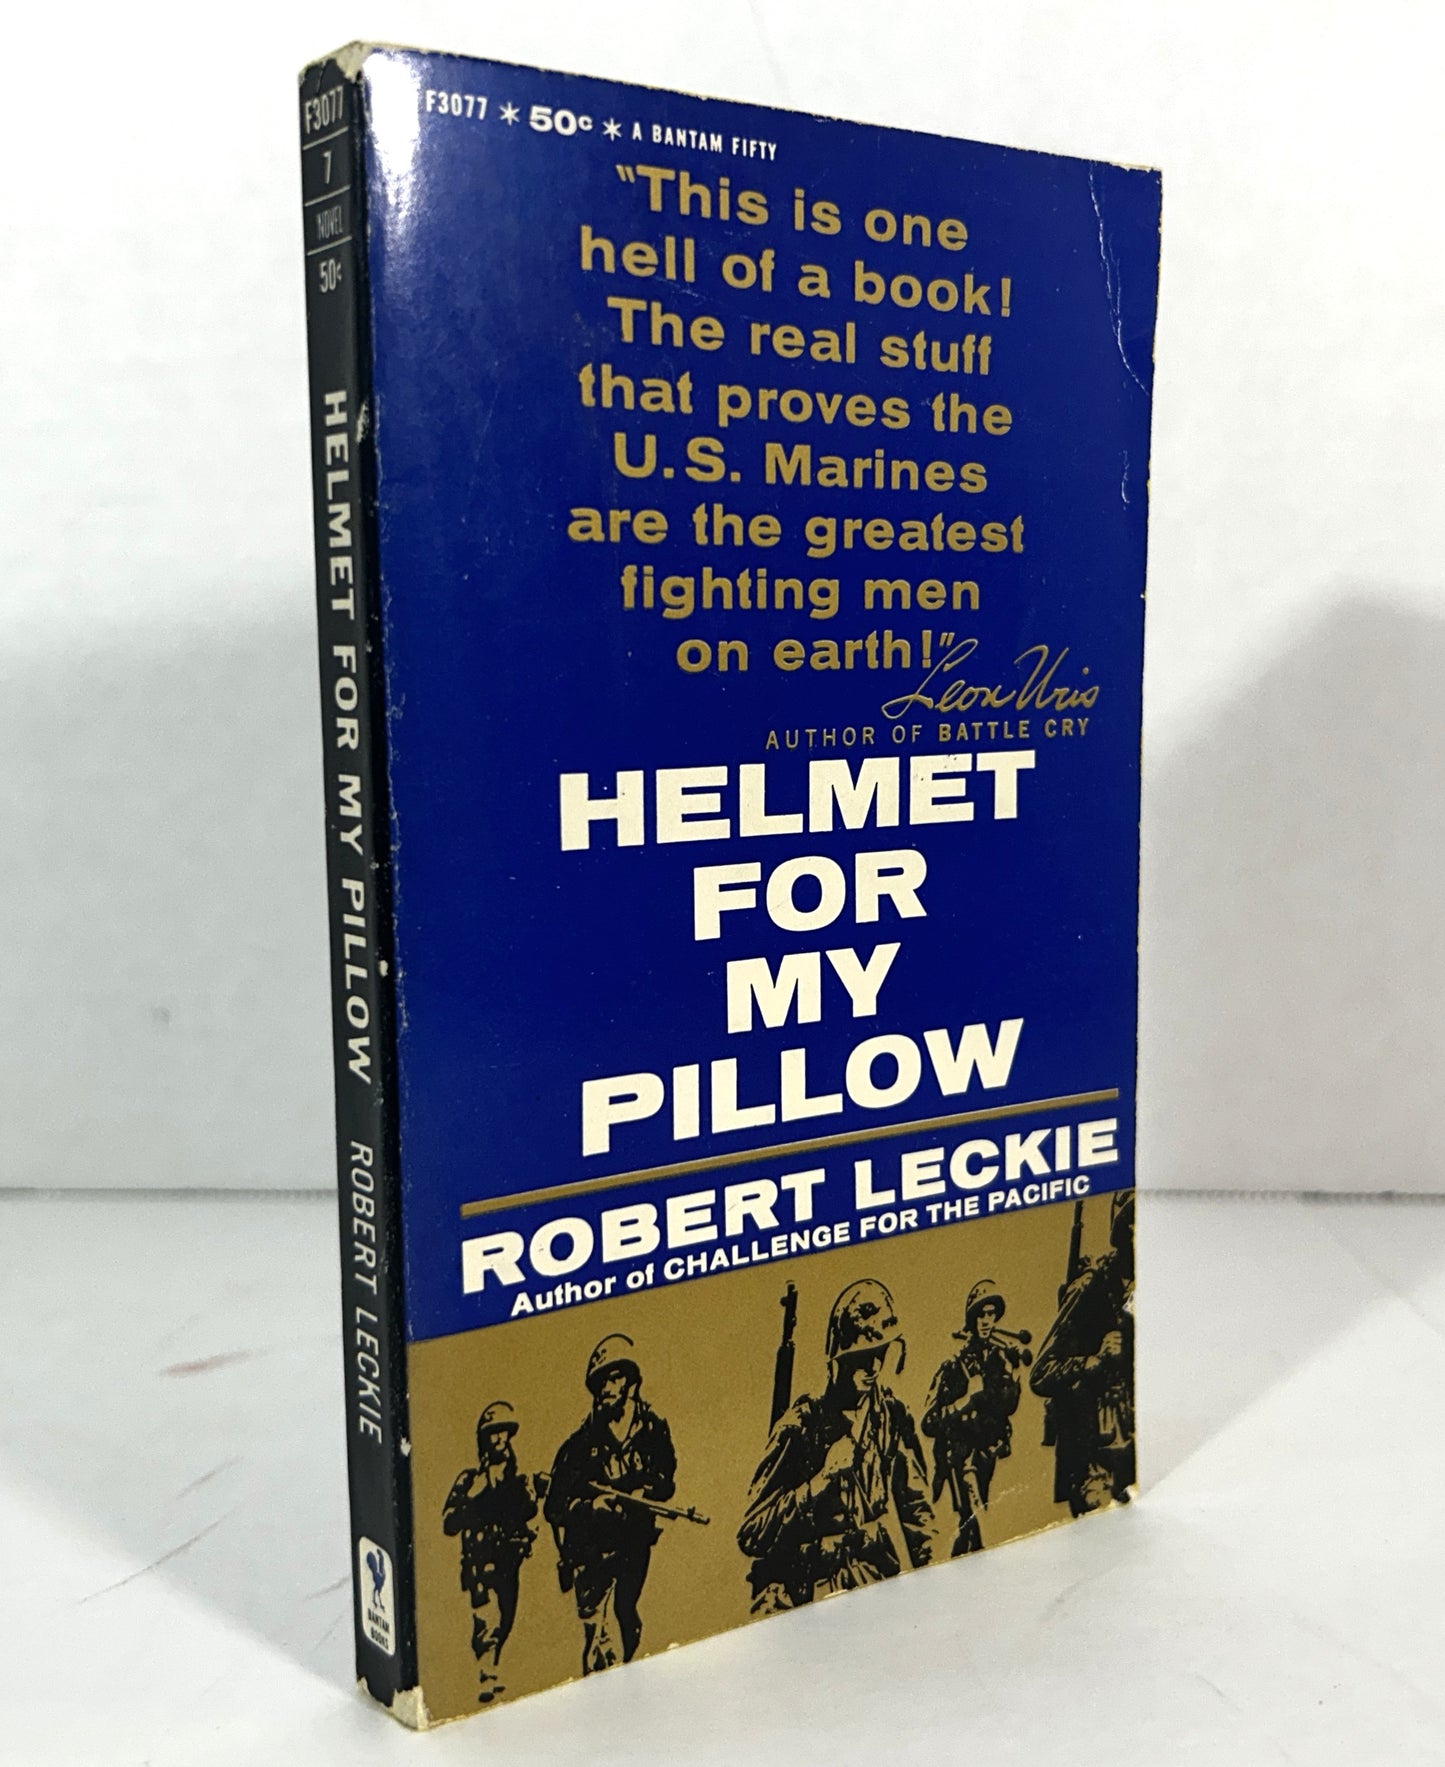 F3077
7
NOVEL
50¢
HELMET FOR MY PILLOW ROBERT LECKIE
BANTAM
BOOKS
F3077 * 50¢ * A BANTAM FIFTY
"This is one
hell of a book!
The real stuff
that proves the
U.S. Marines
are the greatest
fighting men
on earth!"
Leon Uris
AUTHOR OF BATTLE CRY
HELMET
FOR
MY
PILLOW
ROBERT LECKIE
Author of CHALLENGE FOR THE PACIFIC